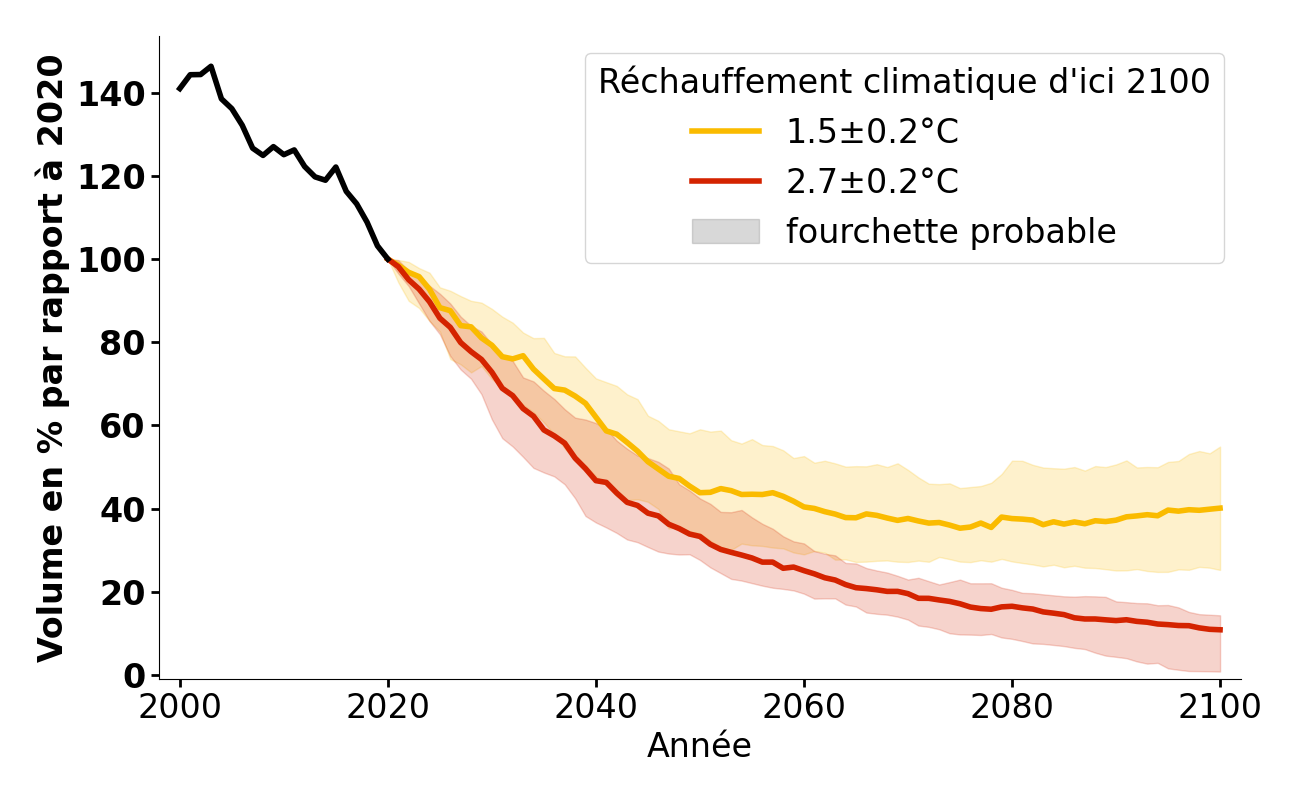 Volume en % par rapport à 2020
140
120
100
80
60
40
20
0
Réchauffement climatique d'ici 2100
1.5±0.2°C
2.7±0.2°C
fourchette probable
2000 2020 2040 2060 2080 2100
Année